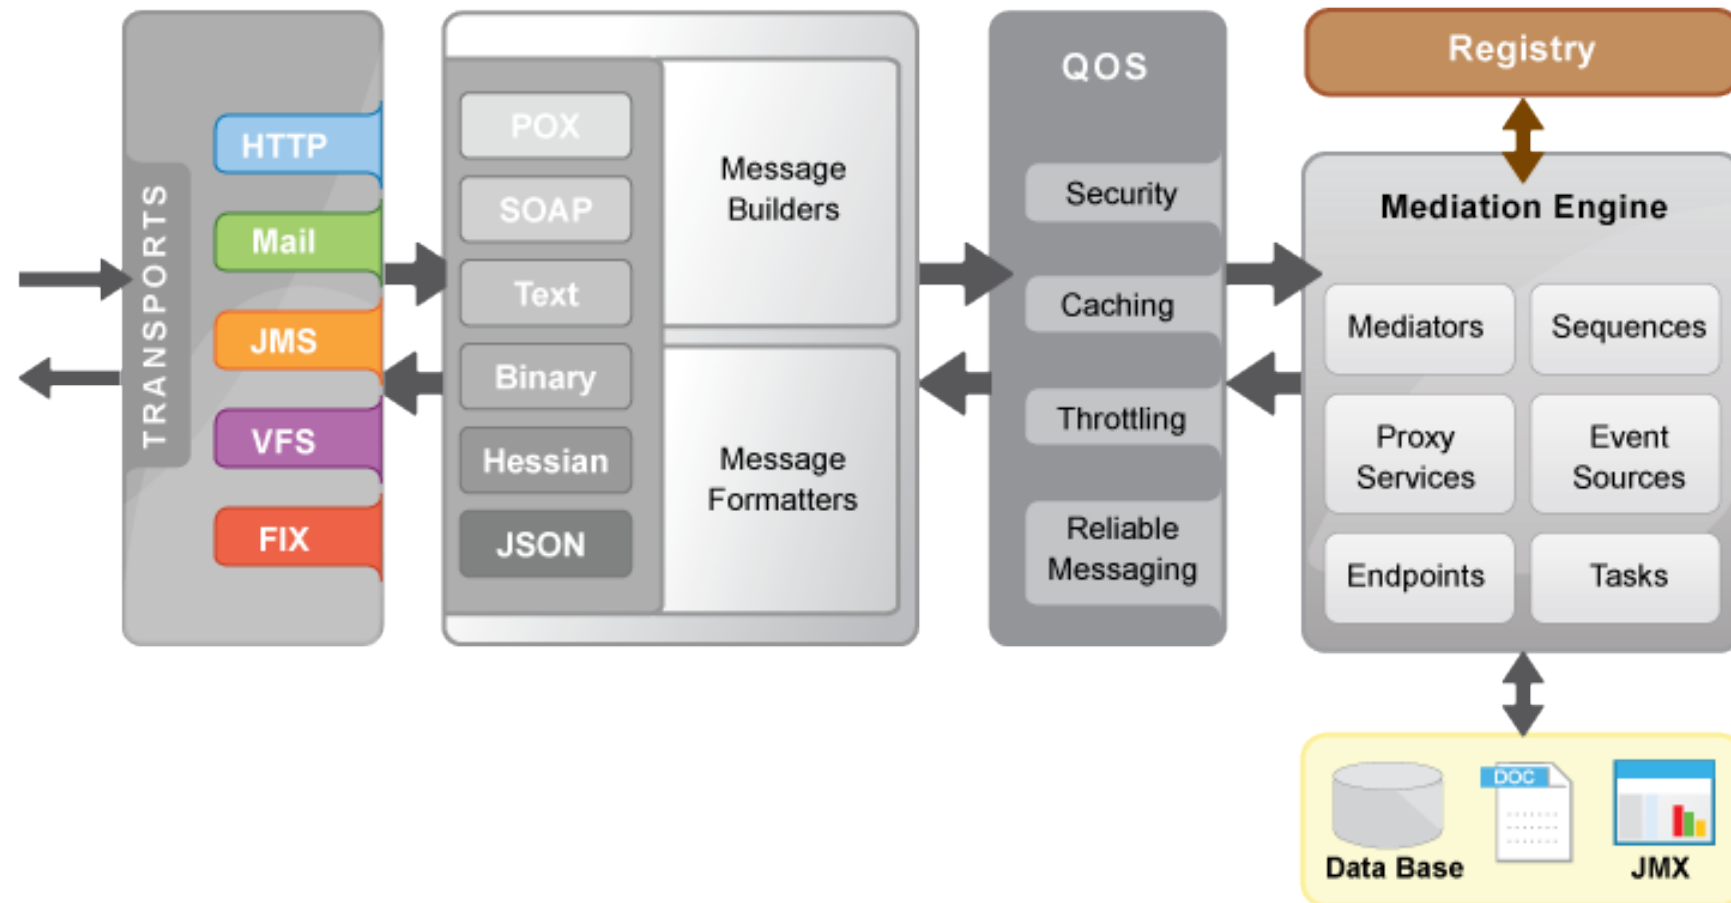 TRANSPORTS
HTTP
Mail
JMS
VFS
FIX
POX
SOAP
Text
Binary
Hessian
JSON
Message
Builders
Message
Formatters
QOS
Security
Caching
Throttling
Reliable
Messaging
Registry
Mediation Engine
Mediators
Sequences
Proxy
Services
Event
Sources
Endpoints
Tasks
Data Base
DOC
JMX